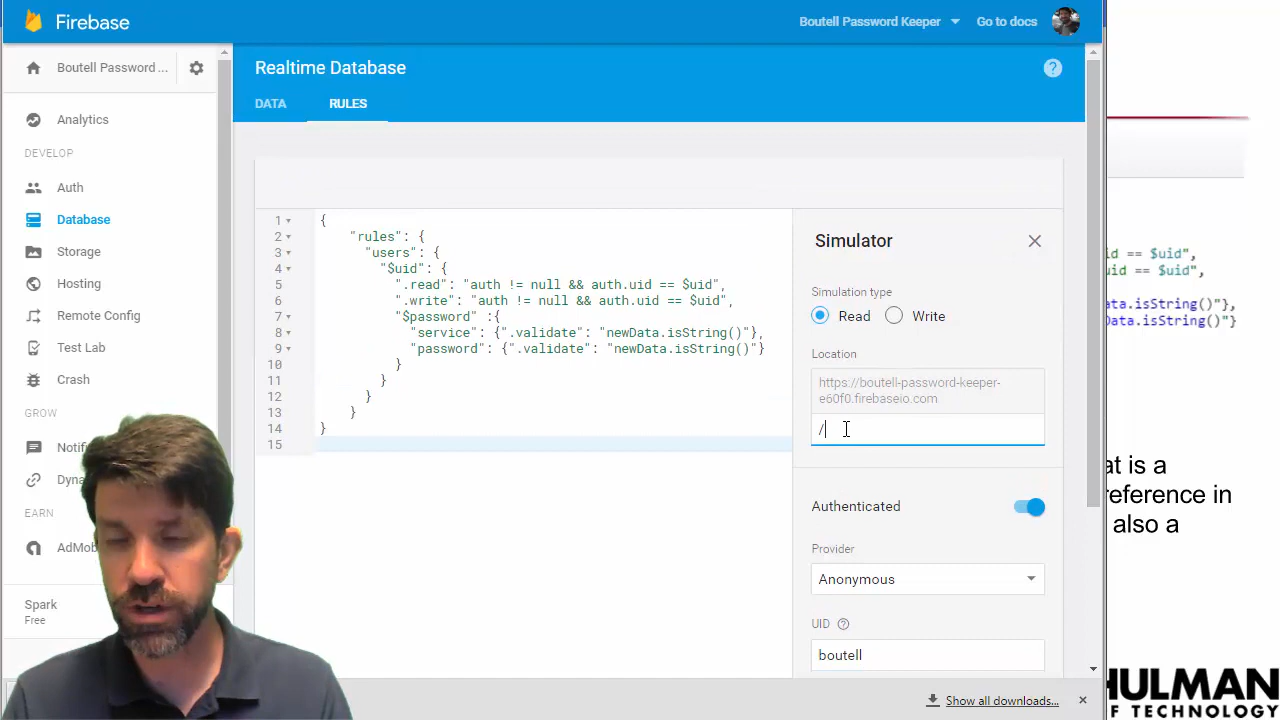 Firebase
Boutell Password Keeper
Go to docs
Boutell Password ...
Realtime Database
DATA
RULES
Analytics
DEVELOP
Auth
Database
Storage
Hosting
Remote Config
Test Lab
Crash
GROW
Notifi
Dyna
EARN
AdMob
Spark
Free
1 {
2 "rules": {
3 "users": {
4 "$uid": {
5 ".read": "auth != null && auth.uid == $uid",
6 ".write": "auth != null && auth.uid == $uid",
7 "$password" :{
8 "service": {".validate": "newData.isString()"},
9 "password": {".validate": "newData.isString()"}
10 }
11 }
12 }
13 }
14 }
15
Simulator
Simulation type
Read
Write
Location
https://boutell-password-keeper-
e60f0.firebaseio.com
/
Authenticated
Provider
Anonymous
UID
boutell
Show all downloads...
id == $uid",
uid == $uid",
ta.isString()"},
Data.isString()"}
at is a
reference in
also a
HULMAN
OF TECHNOLOGY